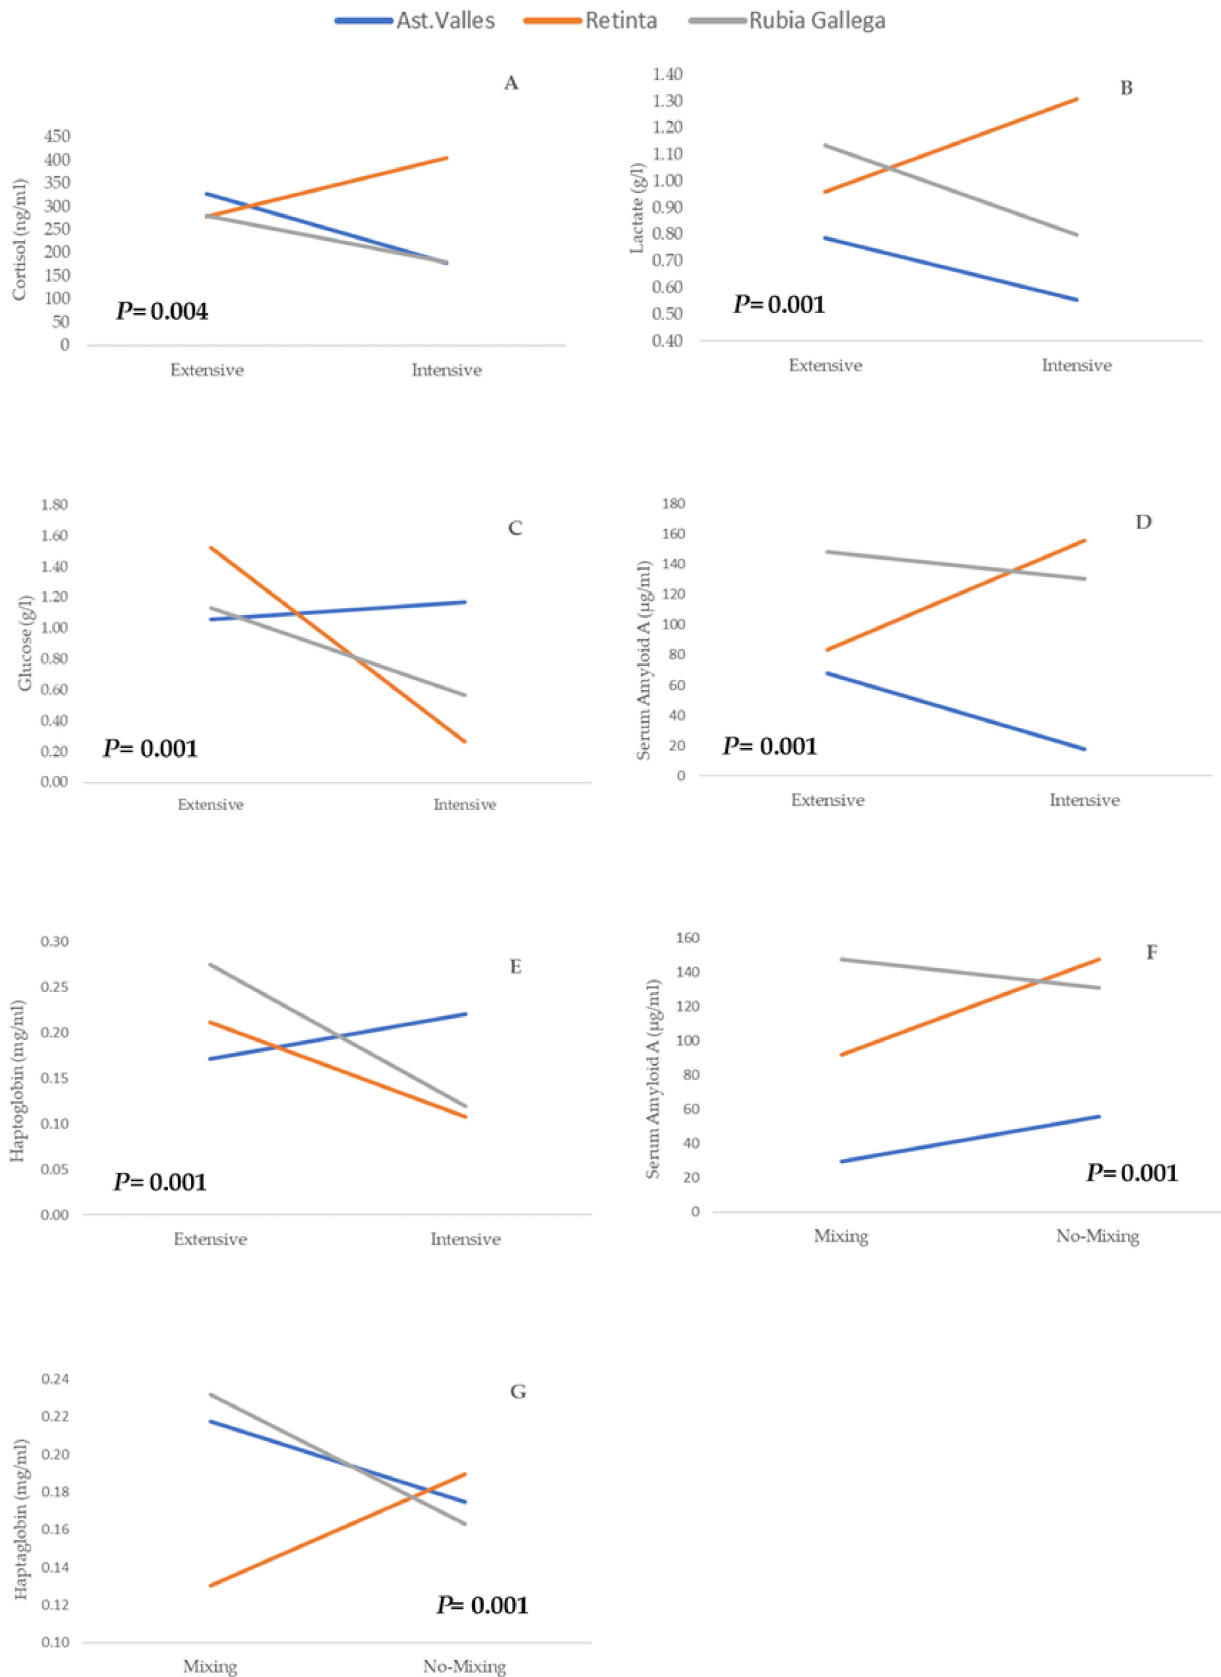 Ast.Valles Retinta Rubia Gallega
A
Cortisol (ng/ml)
450
400
350
300
250
200
150
100
50
0
P= 0.004
Extensive Intensive
B
Lactate (g/l)
1.40
1.30
1.20
1.10
1.00
0.90
0.80
0.70
0.60
0.50
0.40
P= 0.001
Extensive Intensive
C
Glucose (g/l)
1.80
1.60
1.40
1.20
1.00
0.80
0.60
0.40
0.20
0.00
P= 0.001
Extensive Intensive
D
Serum Amyloid A (µg/ml)
180
160
140
120
100
80
60
40
20
0
P= 0.001
Extensive Intensive
E
Haptoglobin (mg/ml)
0.30
0.25
0.20
0.15
0.10
0.05
0.00
P= 0.001
Extensive Intensive
F
Serum Amyloid A (µg/ml)
160
140
120
100
80
60
40
20
0
P= 0.001
Mixing No-Mixing
G
Haptaglobin (mg/ml)
0.24
0.22
0.20
0.18
0.16
0.14
0.12
0.10
P= 0.001
Mixing No-Mixing